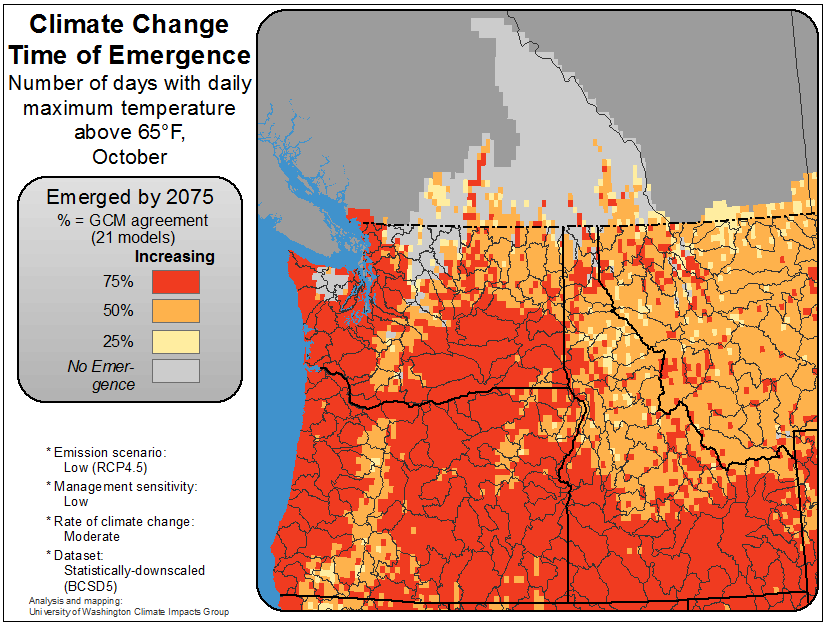 Climate Change
Time of Emergence
Number of days with daily
maximum temperature
above 65°F,
October
Emerged by 2075
% = GCM agreement
(21 models)
Increasing
75%
50%
25%
No Emer-
gence
* Emission scenario:
Low (RCP4.5)
* Management sensitivity:
Low
* Rate of climate change:
Moderate
* Dataset:
Statistically-downscaled
(BCSD5)
Analysis and mapping:
University of Washington Climate Impacts Group